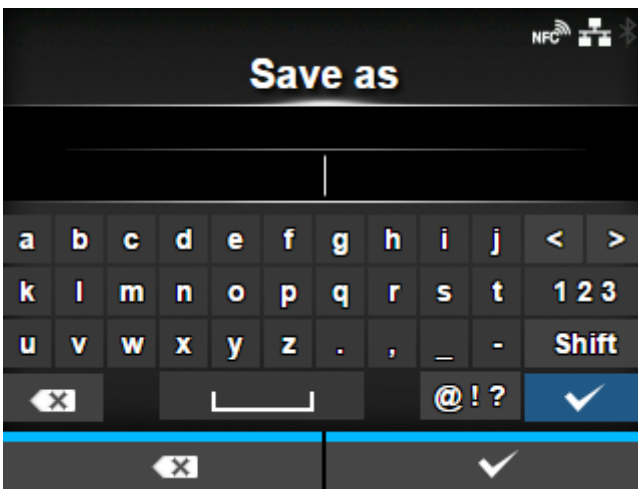 NFC
Save as
a b c d e f g h i j < >
k l m n o p q r s t 1 2 3
u v w x y z . , _ - Shift
@ ! ?